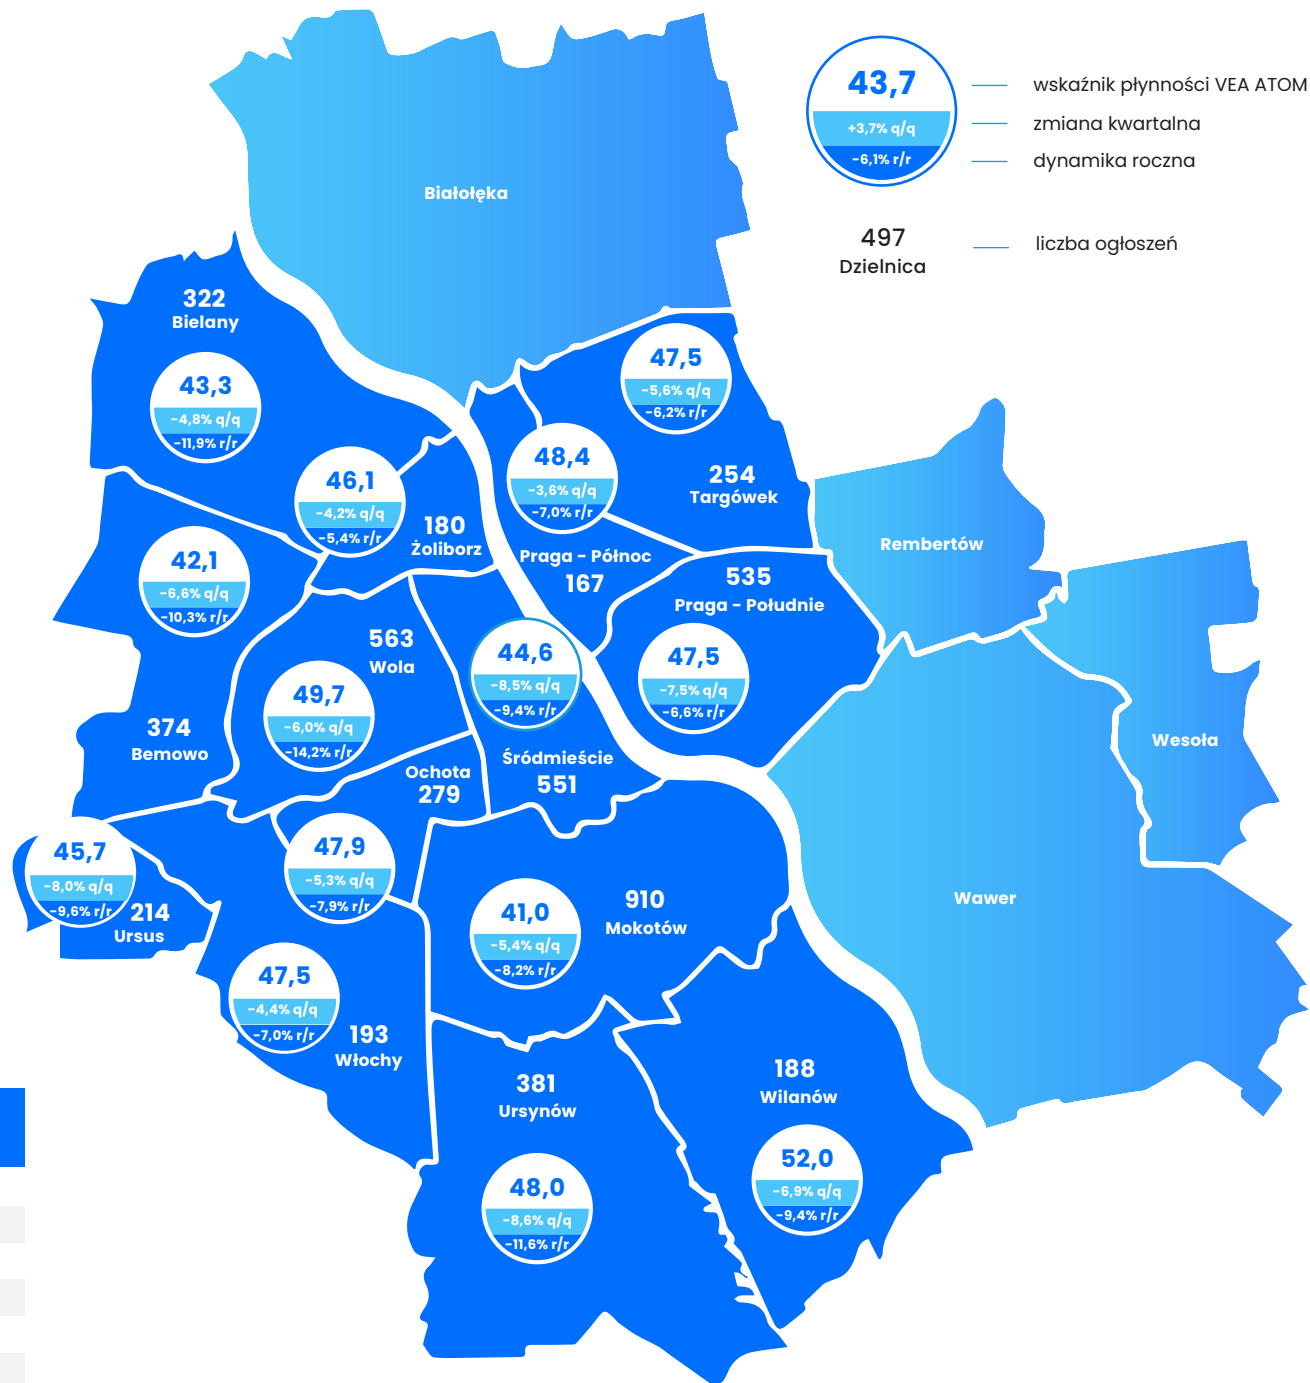 43,7
+3,7% q/q
-6,1% r/r
wskaźnik płynności VEA ATOM
zmiana kwartalna
dynamika roczna
497
Dzielnica
liczba ogłoszeń
Białołęka
322
Bielany
43,3
-4,8% q/q
-11,9% r/r
47,5
-5,6% q/q
-6,2% r/r
254
Targówek
48,4
-3,6% q/q
-7,0% r/r
Praga - Północ
167
46,1
-4,2% q/q
-5,4% r/r
180
Żoliborz
42,1
-6,6% q/q
-10,3% r/r
374
Bemowo
Rembertów
535
Praga - Południe
47,5
-7,5% q/q
-6,6% r/r
563
Wola
49,7
-6,0% q/q
-14,2% r/r
44,6
-8,5% q/q
-9,4% r/r
Śródmieście
551
Wesoła
Ochota
279
47,9
-5,3% q/q
-7,9% r/r
45,7
-8,0% q/q
-9,6% r/r
214
Ursus
41,0
-5,4% q/q
-8,2% r/r
910
Mokotów
Wawer
47,5
-4,4% q/q
-7,0% r/r
193
Włochy
381
Ursynów
48,0
-8,6% q/q
-11,6% r/r
188
Wilanów
52,0
-6,9% q/q
-9,4% r/r